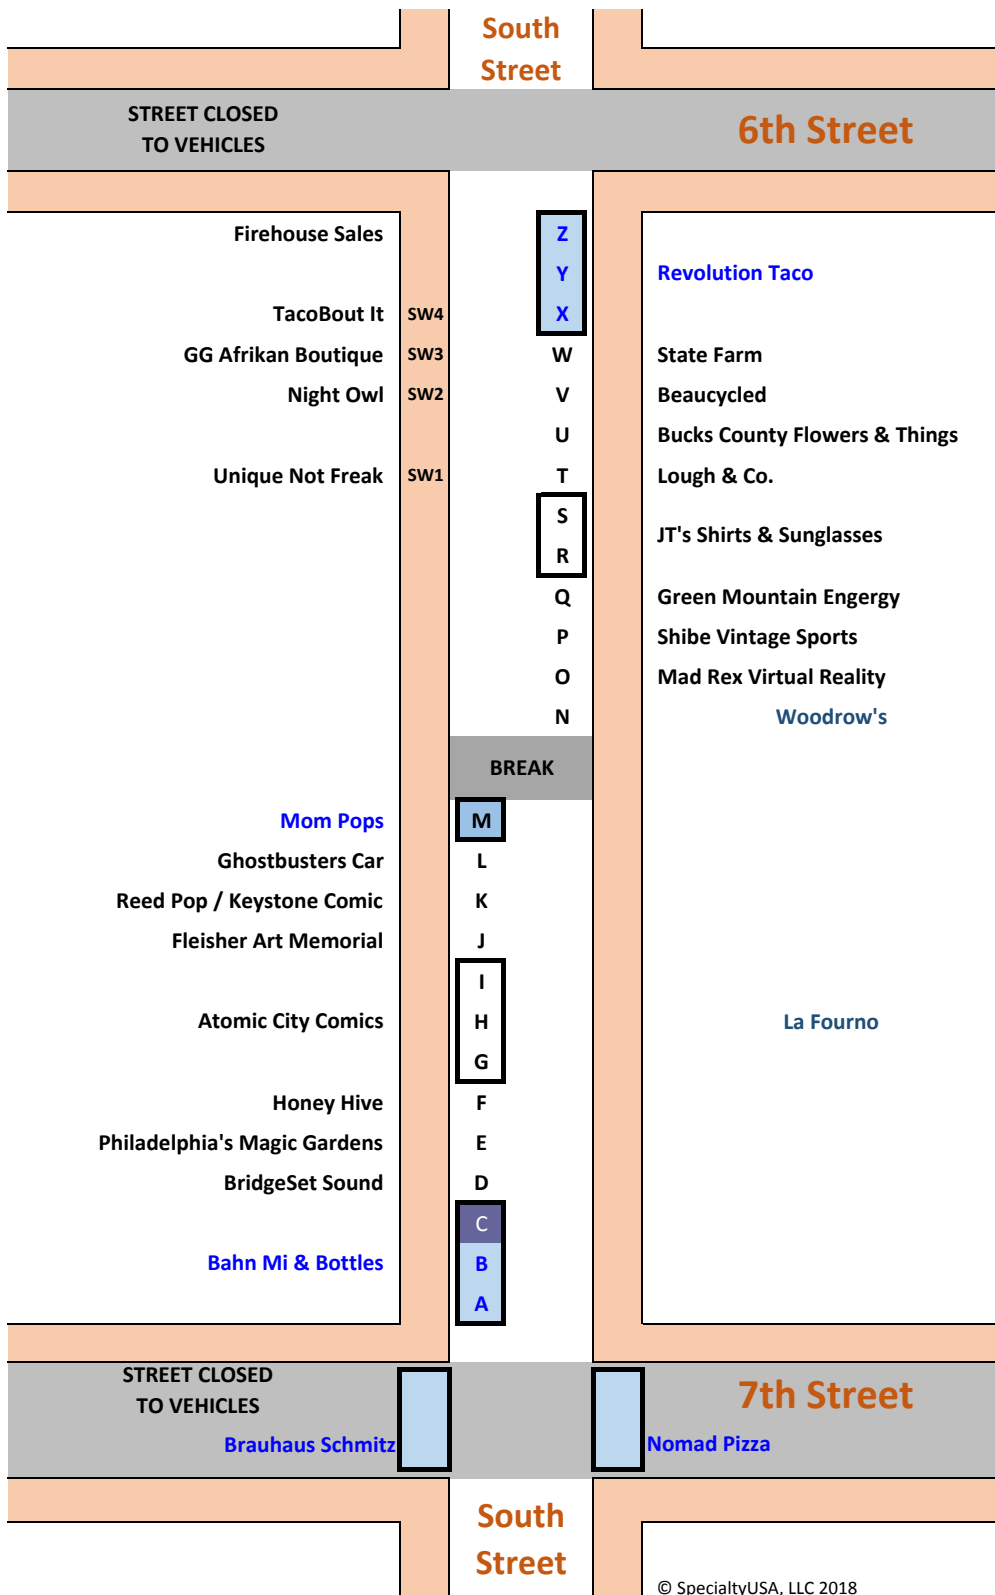 South
Street
STREET CLOSED
TO VEHICLES
6th Street
Firehouse Sales
Z
Y
Revolution Taco
TacoBout It SW4 X
GG Afrikan Boutique SW3 W State Farm
Night Owl SW2 V Beaucycled
U Bucks County Flowers & Things
Unique Not Freak SW1 T Lough & Co.
S
JT's Shirts & Sunglasses
R
Q Green Mountain Engergy
P Shibe Vintage Sports
O Mad Rex Virtual Reality
N Woodrow's
BREAK
Mom Pops M
Ghostbusters Car L
Reed Pop / Keystone Comic K
Fleisher Art Memorial J
I
Atomic City Comics H La Fourno
G
Honey Hive F
Philadelphia's Magic Gardens E
BridgeSet Sound D
C
Bahn Mi & Bottles B
A
STREET CLOSED
TO VEHICLES
7th Street
Brauhaus Schmitz Nomad Pizza
South
Street
© SpecialtyUSA, LLC 2018